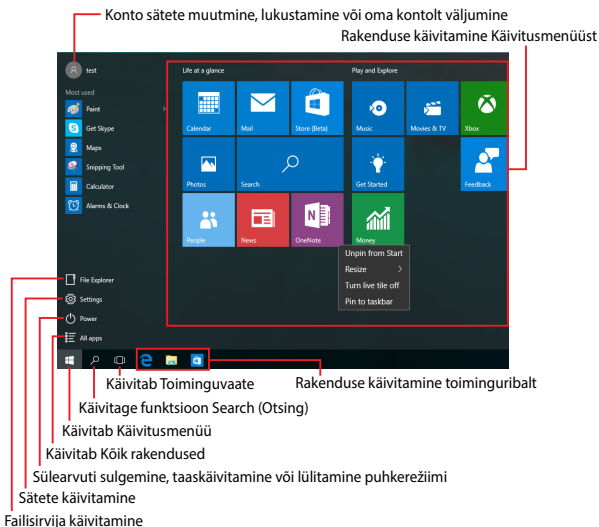 Konto sätete muutmine, lukustamine või oma kontolt väljumine
Rakenduse käivitamine Käivitusmenüüst
test
Life at a glance
Play and Explore
Most used
Paint
Get Skype
Maps
Snipping Tool
Calculator
Alarms & Clock
Calendar
Mail
Store (Beta)
Music
Movies & TV
Xbox
Photos
Search
Get Started
Feedback
People
News
OneNote
Money
Unpin from Start
Resize
Turn live tile off
Pin to taskbar
File Explorer
Settings
Power
All apps
Käivitab Toiminguvaate
Rakenduse käivitamine toiminguribalt
Käivitage funktsioon Search (Otsing)
Käivitab Käivitusmenüü
Käivitab Kõik rakendused
Sülearvuti sulgemine, taaskäivitamine või lülitamine puhkerežiimi
Sätete käivitamine
Failisirvija käivitamine